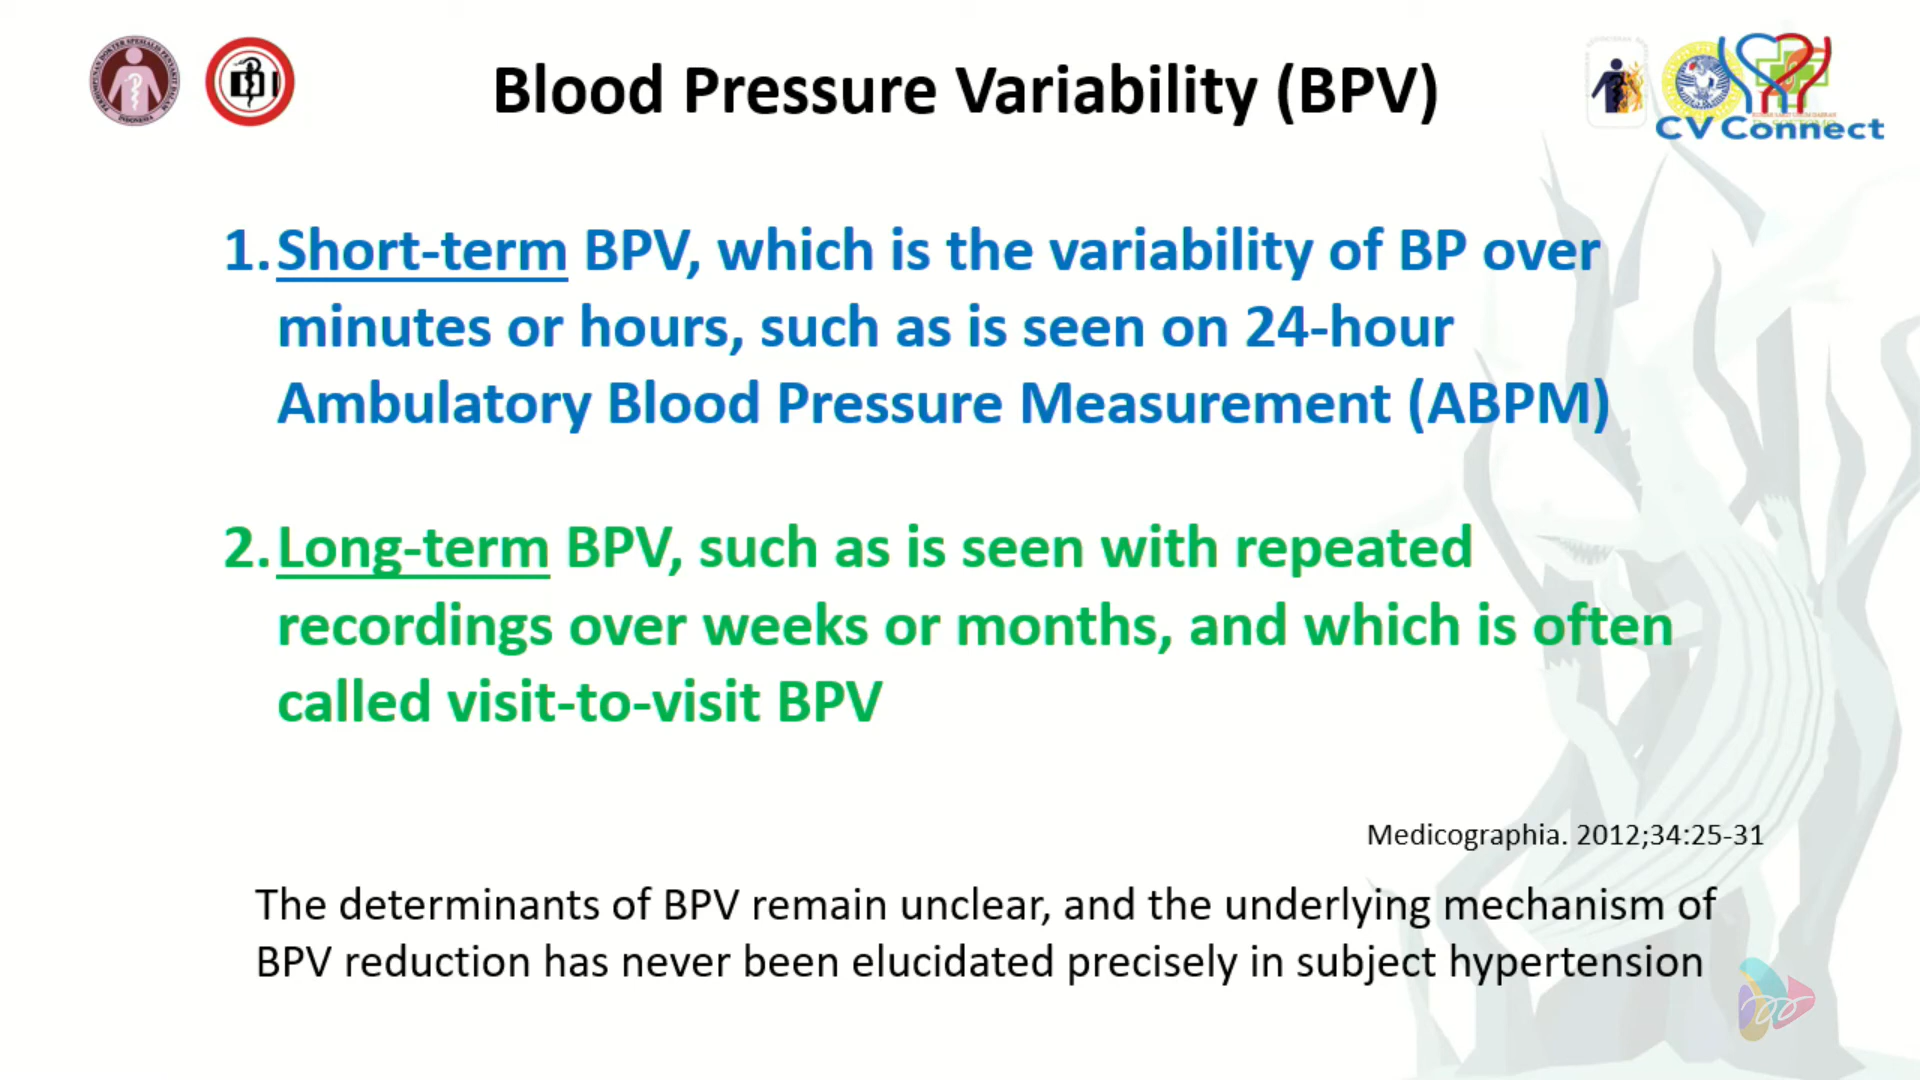 Blood Pressure Variability (BPV)
CV Connect
1. Short-term BPV, which is the variability of BP over
minutes or hours, such as is seen on 24-hour
Ambulatory Blood Pressure Measurement (ABPM)
2. Long-term BPV, such as is seen with repeated
recordings over weeks or months, and which is often
called visit-to-visit BPV
Medicographia. 2012;34:25-31
The determinants of BPV remain unclear, and the underlying mechanism of
BPV reduction has never been elucidated precisely in subject hypertension